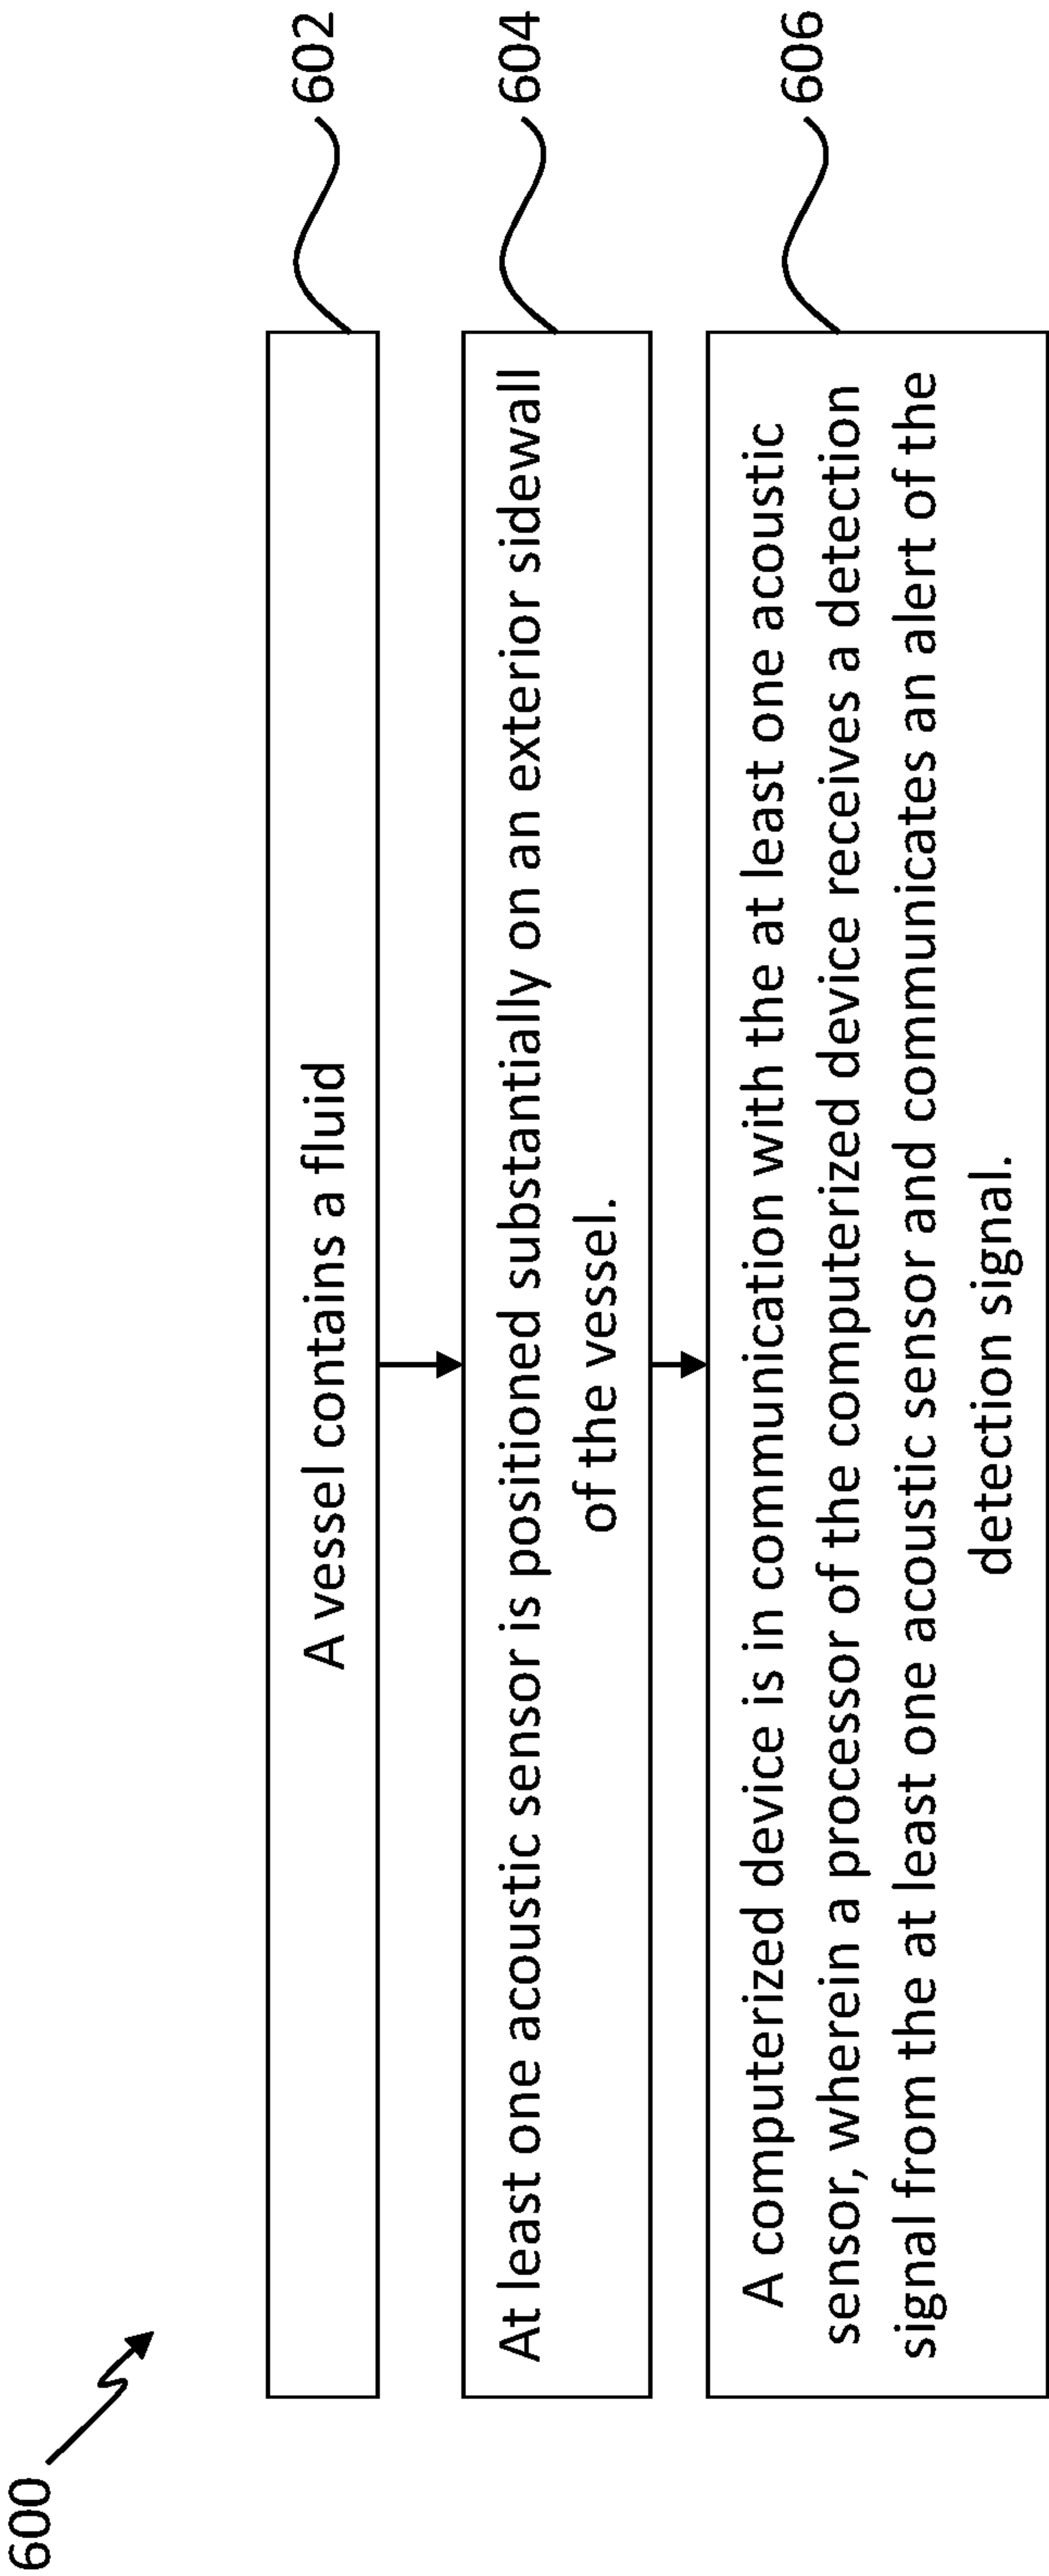 600
A vessel contains a fluid
602
At least one acoustic sensor is positioned substantially on an exterior sidewall
of the vessel.
604
A computerized device is in communication with the at least one acoustic
sensor, wherein a processor of the computerized device receives a detection
signal from the at least one acoustic sensor and communicates an alert of the
detection signal.
606